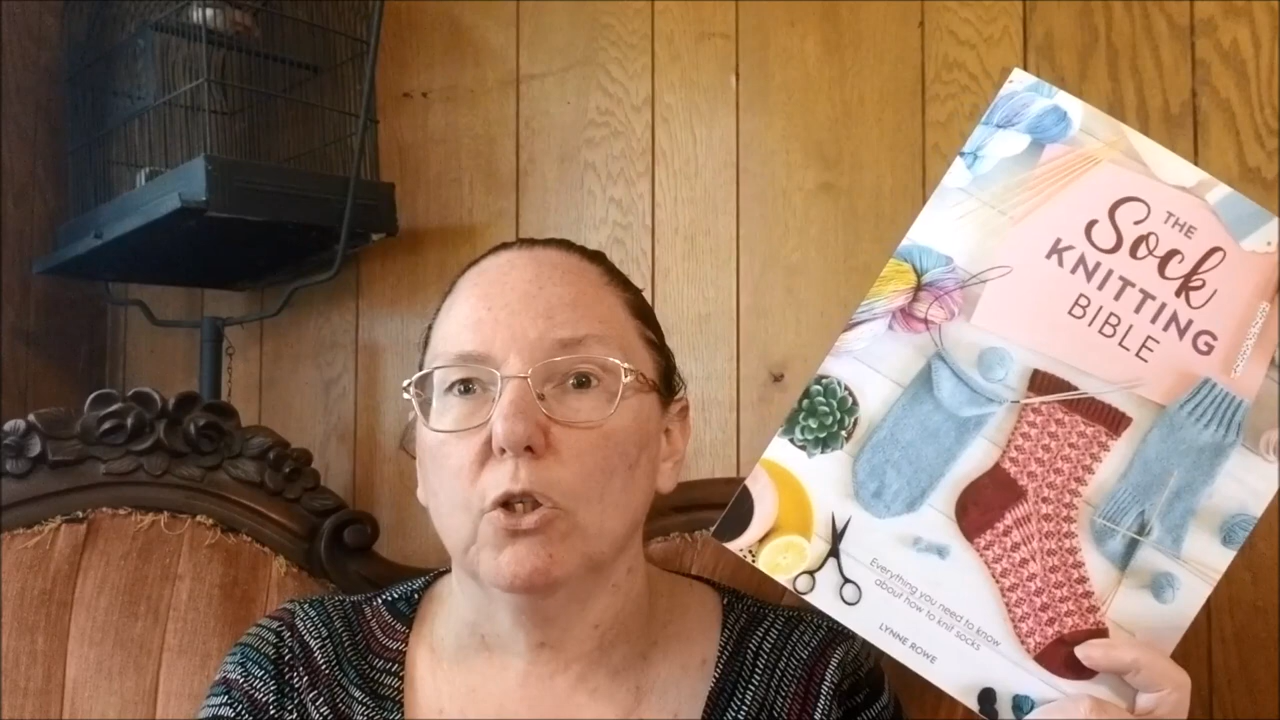 THE
Sock
KNITTING
BIBLE
Everything you need to know
about how to knit socks
LYNNE ROWE